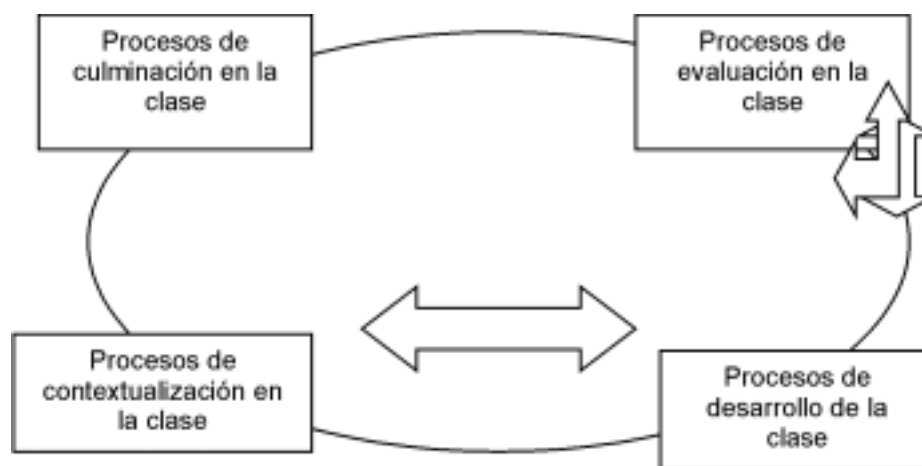 Procesos de
culminación en la
clase
Procesos de
evaluación en la
clase
Procesos de
contextualización en
la clase
Procesos de
desarrollo de la
clase